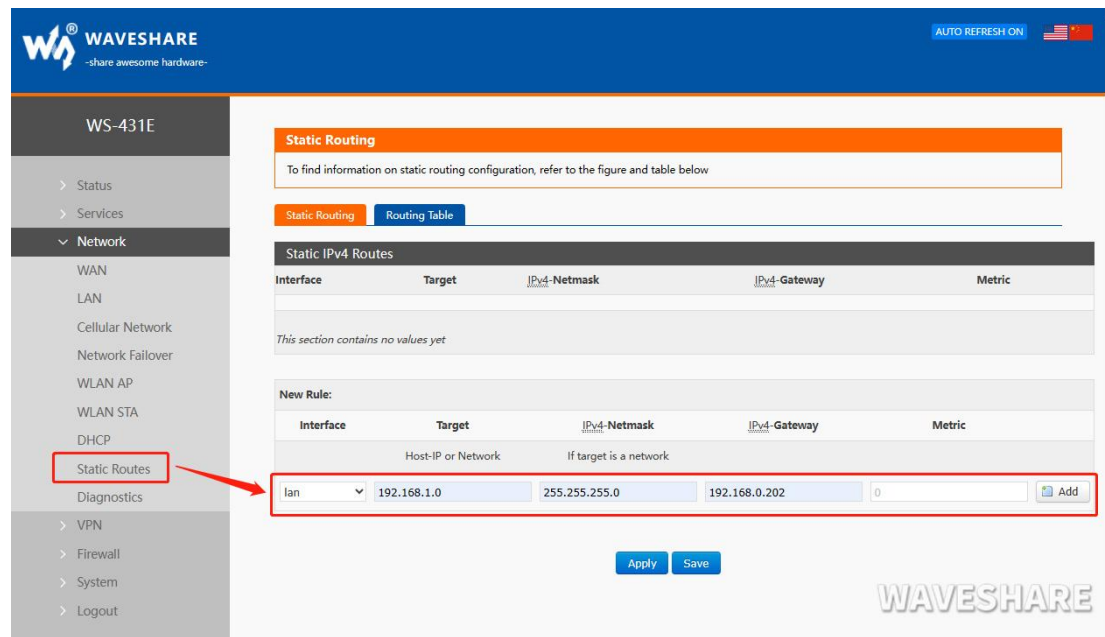 WAVESHARE
-share awesome hardware-
AUTO REFRESH ON
WS-431E
Status
Services
Network
WAN
LAN
Cellular Network
Network Failover
WLAN AP
WLAN STA
DHCP
Static Routes
Diagnostics
VPN
Firewall
System
Logout
Static Routing
To find information on static routing configuration, refer to the figure and table below
Static Routing Routing Table
Static IPv4 Routes
Interface Target IPv4-Netmask IPv4-Gateway Metric
This section contains no values yet
New Rule:
Interface Target IPv4-Netmask IPv4-Gateway Metric
Host-IP or Network If target is a network
lan 192.168.1.0 255.255.255.0 192.168.0.202 0 Add
Apply Save
WAVESHARE